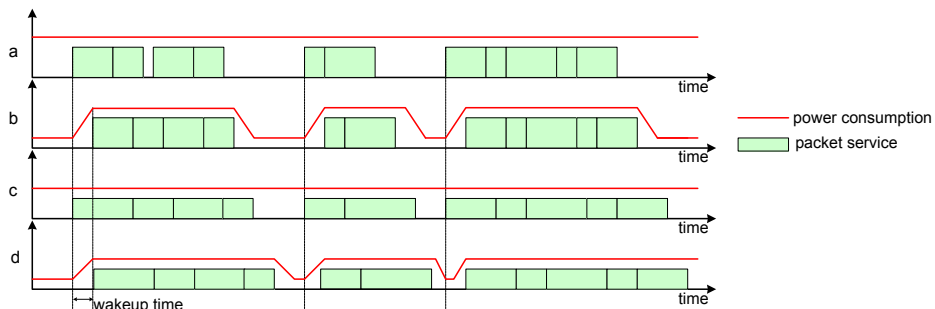 a
time
b
power consumption
packet service
time
c
time
d
time
wakeup time